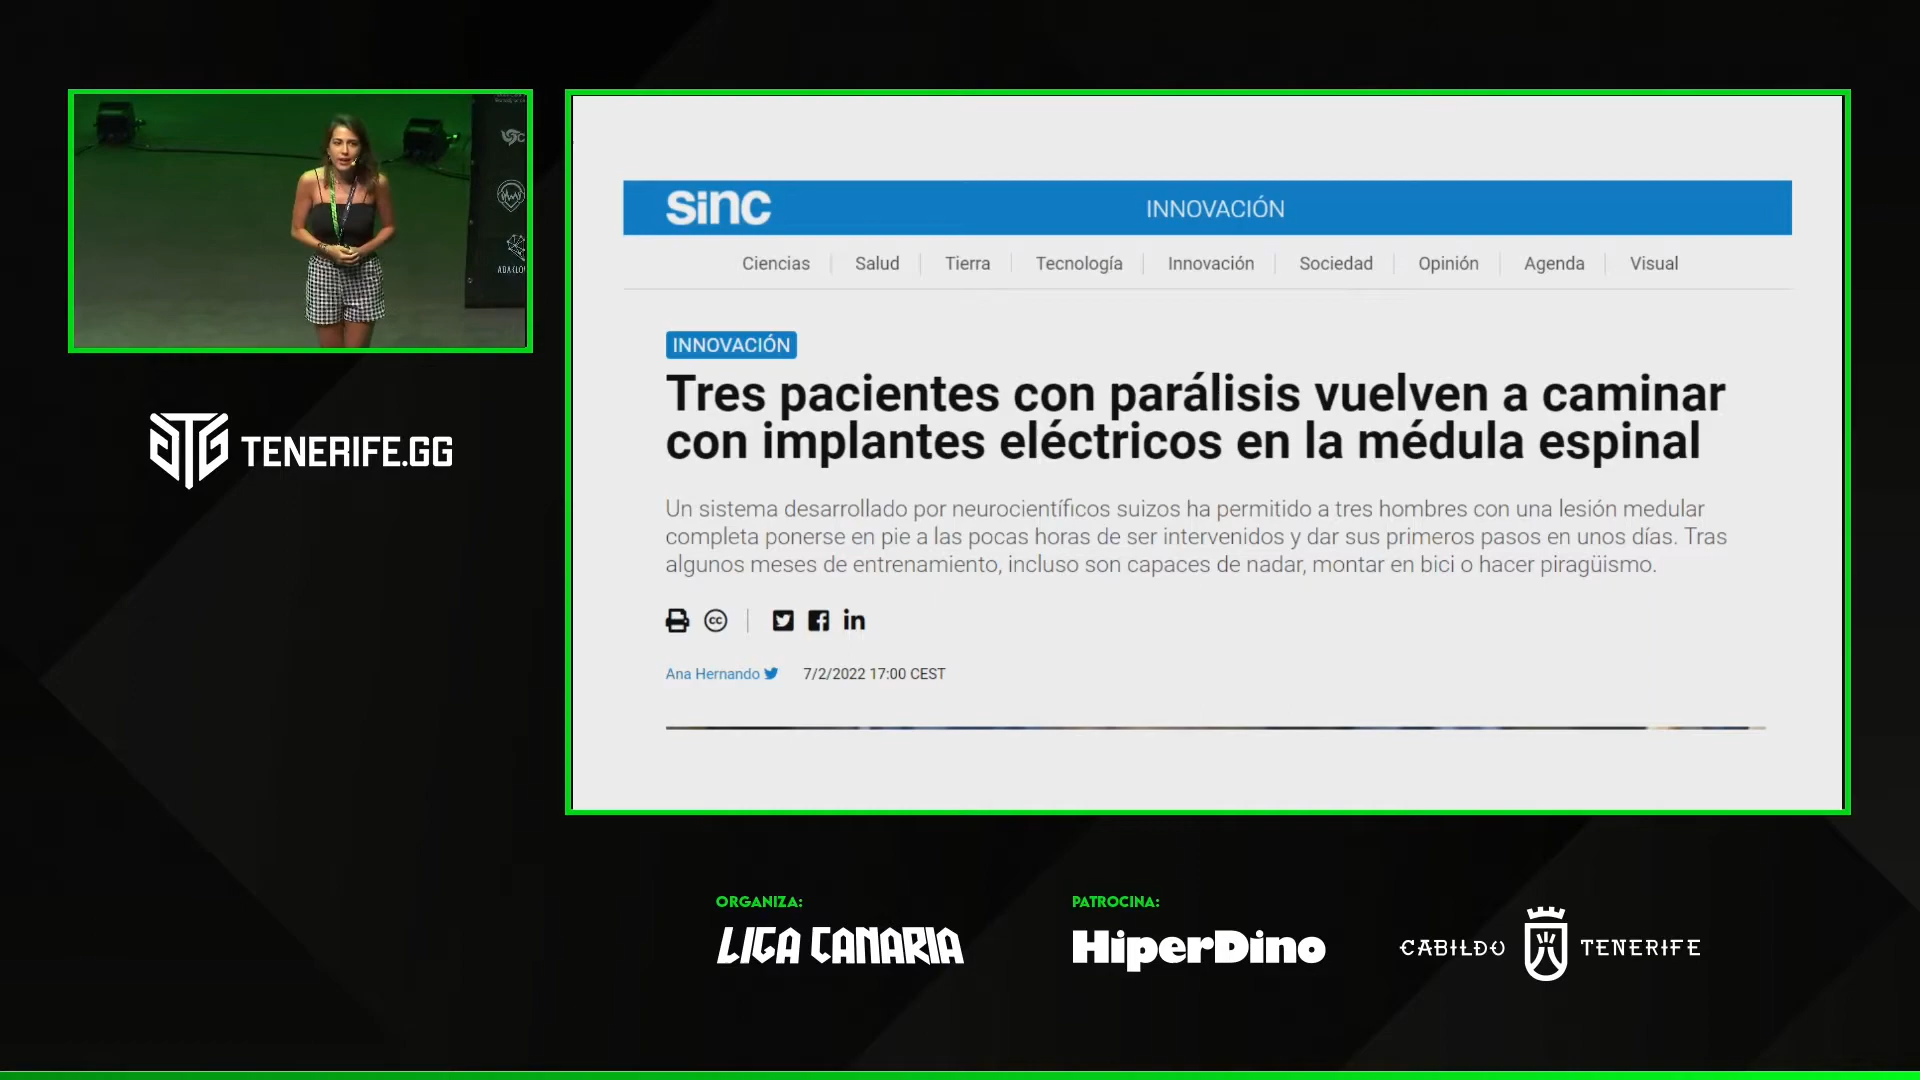 TENERIFE.GG
sinc
INNOVACIÓN
Ciencias
Salud
Tierra
Tecnología
Innovación
Sociedad
Opinión
Agenda
Visual
INNOVACIÓN
Tres pacientes con parálisis vuelven a caminar
con implantes eléctricos en la médula espinal
Un sistema desarrollado por neurocientíficos suizos ha permitido a tres hombres con una lesión medular
completa ponerse en pie a las pocas horas de ser intervenidos y dar sus primeros pasos en unos días. Tras
algunos meses de entrenamiento, incluso son capaces de nadar, montar en bici o hacer piragüismo.
cc
in
Ana Hernando
7/2/2022 17:00 CEST
ORGANIZA:
LIGA CANARIA
PATROCINA:
HiperDino
CABILDO TENERIFE